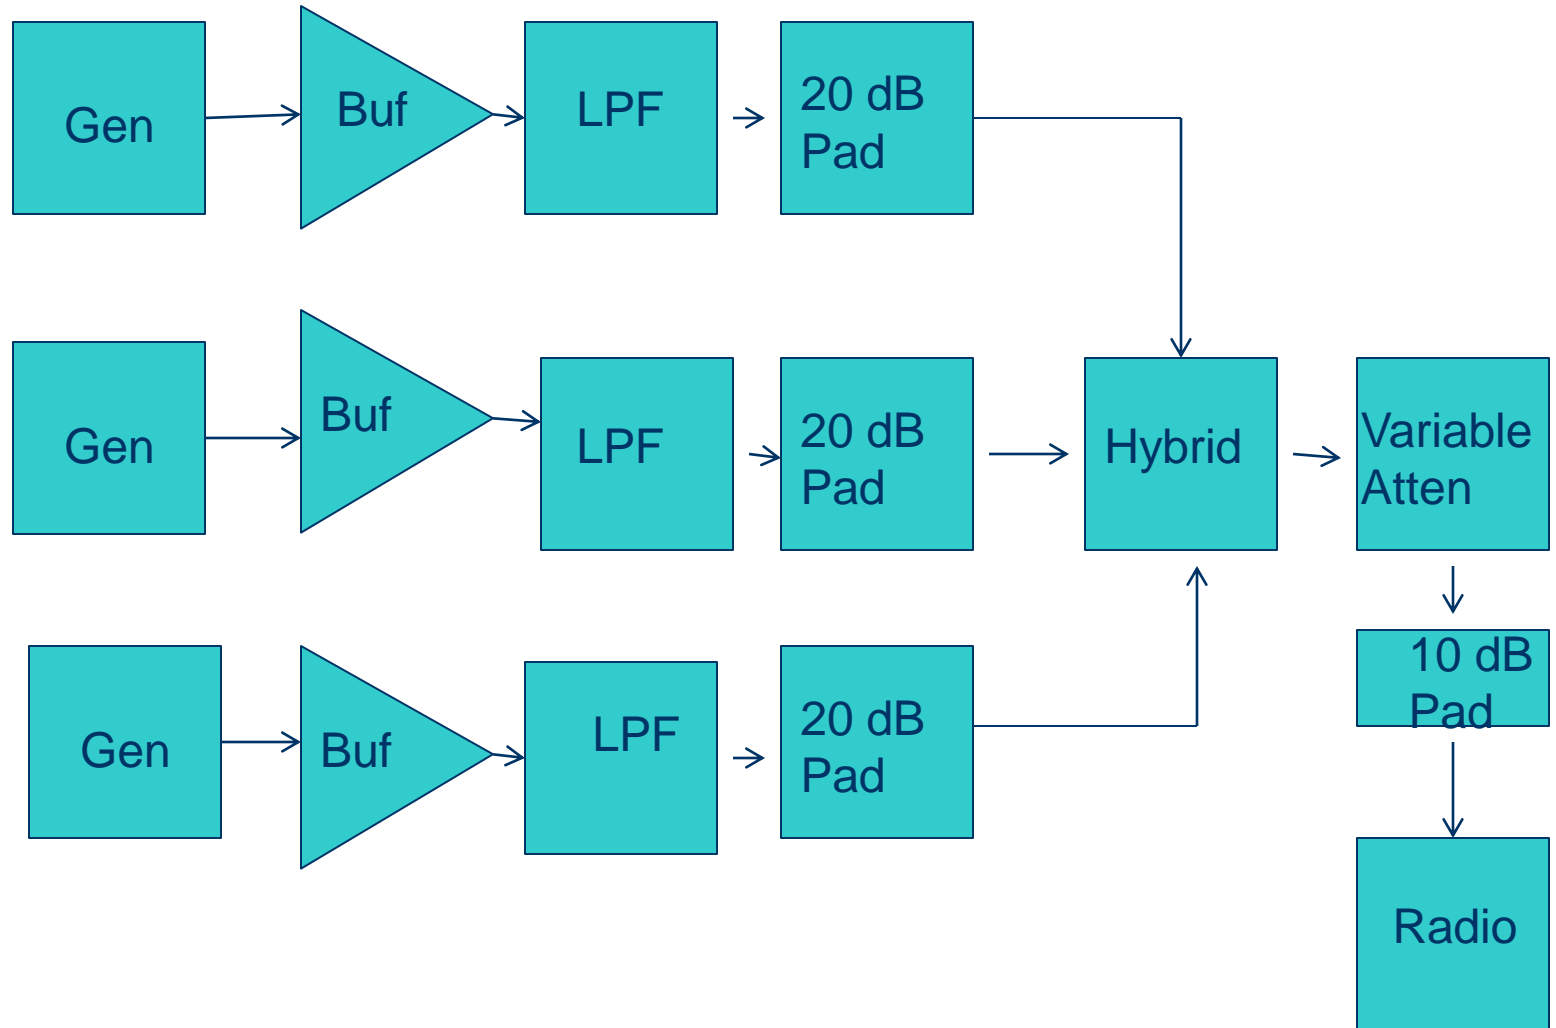 Gen
Buf
LPF
20 dB
Pad
Gen
Buf
LPF
20 dB
Pad
Hybrid
Variable
Atten
10 dB
Pad
Gen
Buf
LPF
20 dB
Pad
Radio